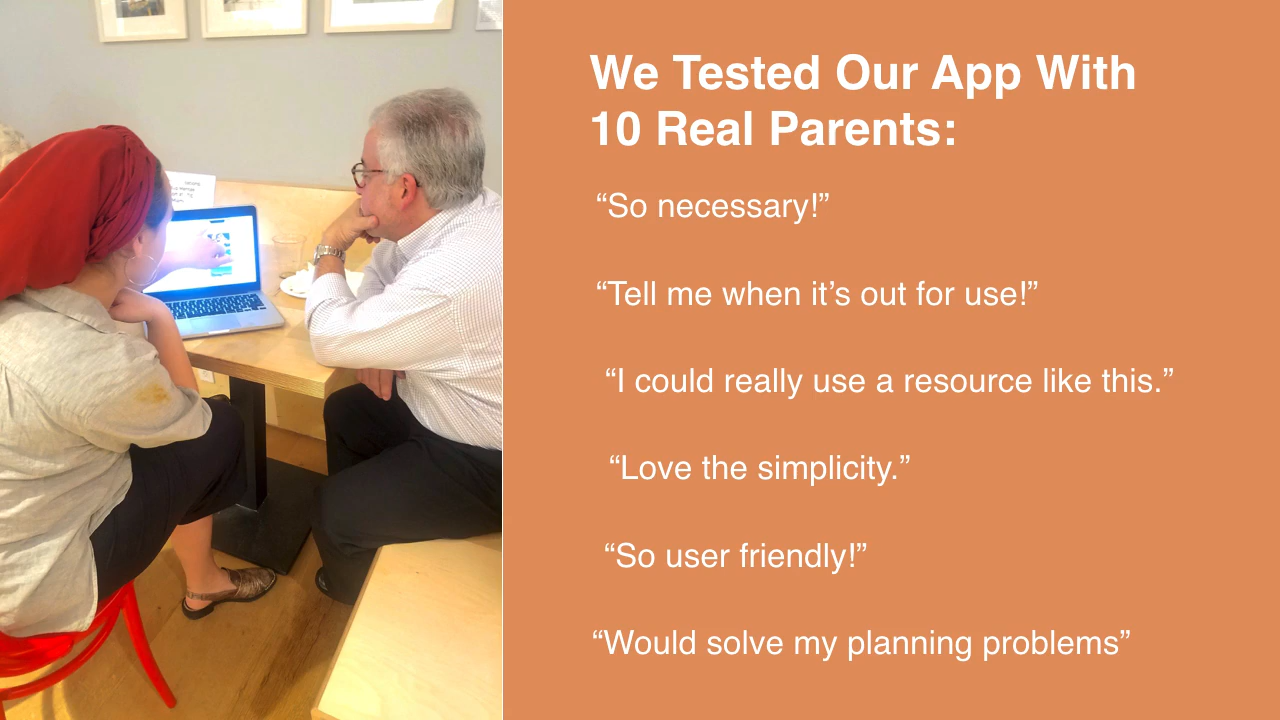 We Tested Our App With
10 Real Parents:
“So necessary!”
“Tell me when it’s out for use!”
“I could really use a resource like this.”
“Love the simplicity.”
“So user friendly!”
“Would solve my planning problems”